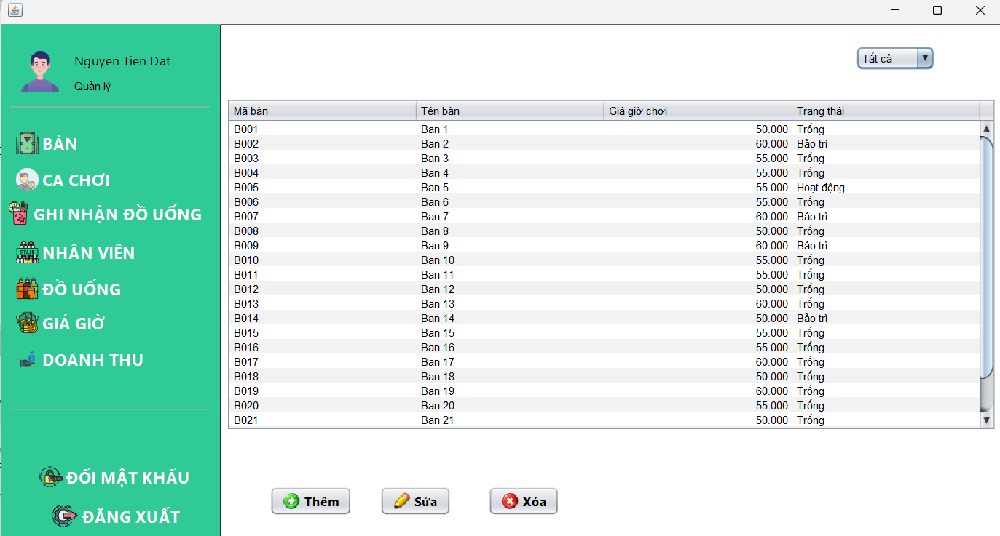 Nguyen Tien Dat
Quản lý
BÀN
CA CHƠI
GHI NHẬN ĐỒ UỐNG
STAFF
NHÂN VIÊN
ĐỒ UỐNG
GIÁ GIỜ
DOANH THU
ĐỔI MẬT KHẨU
ĐĂNG XUẤT
Tất cả
Mã bàn Tên bàn Giá giờ chơi Trạng thái
B001 Ban 1 50.000 Trống
B002 Ban 2 60.000 Bảo trì
B003 Ban 3 55.000 Trống
B004 Ban 4 55.000 Trống
B005 Ban 5 55.000 Hoạt động
B006 Ban 6 55.000 Trống
B007 Ban 7 60.000 Bảo trì
B008 Ban 8 50.000 Trống
B009 Ban 9 60.000 Bảo trì
B010 Ban 10 55.000 Trống
B011 Ban 11 55.000 Trống
B012 Ban 12 50.000 Trống
B013 Ban 13 60.000 Trống
B014 Ban 14 50.000 Bảo trì
B015 Ban 15 55.000 Trống
B016 Ban 16 55.000 Trống
B017 Ban 17 60.000 Trống
B018 Ban 18 50.000 Trống
B019 Ban 19 60.000 Trống
B020 Ban 20 55.000 Trống
B021 Ban 21 50.000 Trống
Thêm Sửa Xóa